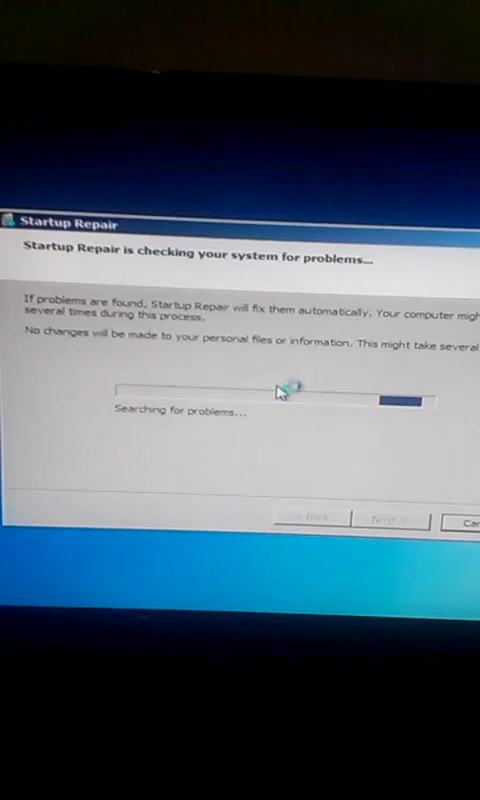 Startup Repair
Startup Repair is checking your system for problems...
If problems are found, Startup Repair will fix them automatically. Your computer
several times during this process.
No changes will be made to your personal files or information. This might take several
Searching for problems...
< Back
Next >